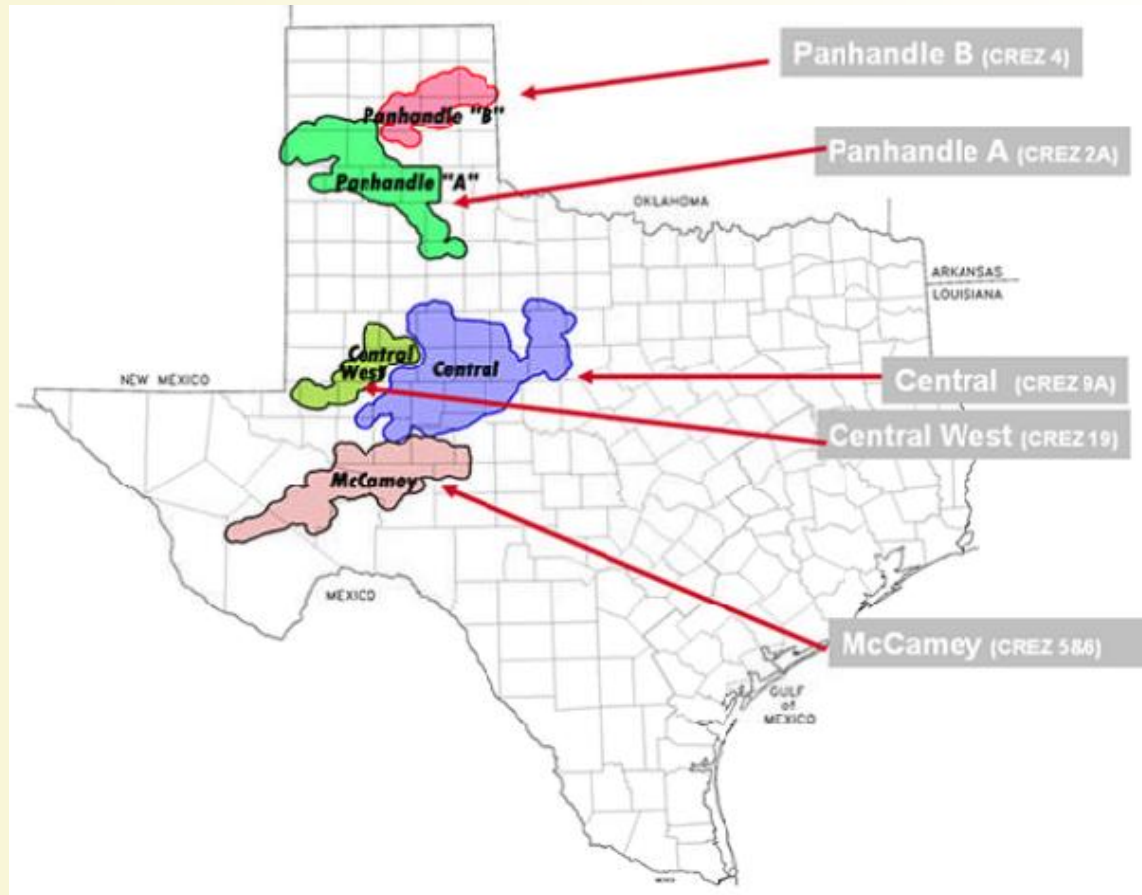 Panhandle B (CREZ 4)
Panhandle "B"
Panhandle A (CREZ 2A)
Panhandle "A"
OKLAHOMA
ARKANSAS
LOUISIANA
Central
West
Central
NEW MEXICO
Central (CREZ 9A)
Central West (CREZ 19)
McCamey
MEXICO
McCamey (CREZ 5&6)
GULF
of
MEXICO
MEXICO